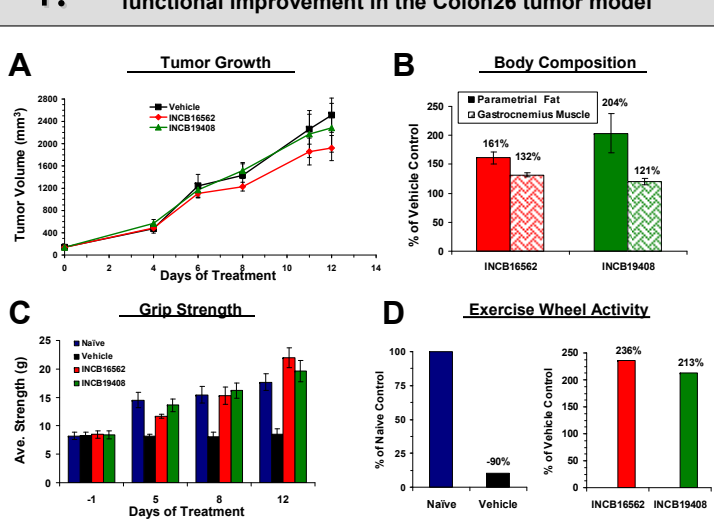 functional improvement in the Colon26 tumor model
A
Tumor Growth
Tumor Volume (mm3)
2800
2400
2000
1600
1200
800
400
0
Vehicle
INCB16562
INCB19408
0 2 4 6 8 10 12 14
Days of Treatment
B
Body Composition
% of Vehicle Control
250
200
150
100
50
0
Parametrial Fat
Gastrocnemius Muscle
161%
132%
204%
121%
INCB16562
INCB19408
C
Grip Strength
Ave. Strength (g)
25
20
15
10
5
0
Naïve
Vehicle
INCB16562
INCB19408
-1 5 8 12
Days of Treatment
D
Exercise Wheel Activity
% of Naive Control
100
75
50
25
0
-90%
Naïve Vehicle
% of Vehicle Control
250
200
150
100
50
0
236%
213%
INCB16562 INCB19408